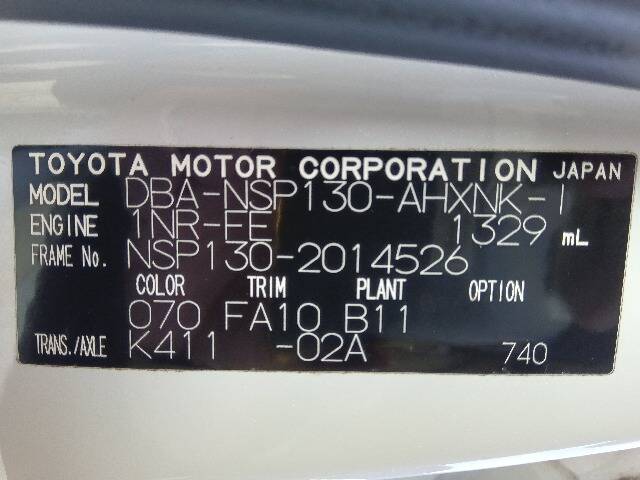 TOYOTA MOTOR CORPORATION JAPAN
MODEL DBA-NSP130-AHXNK-I
ENGINE 1NR-FE 1329 mL
FRAME No. NSP130-2014526
COLOR TRIM PLANT OPTION
070 FA10 B11
TRANS./AXLE K411 -02A 740